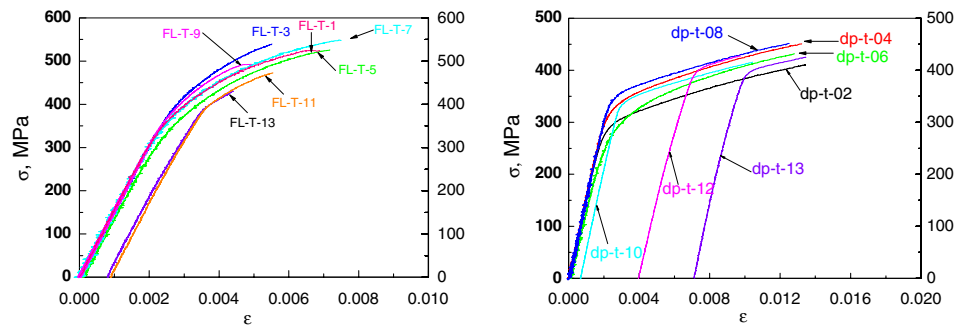 600
500
400
300
200
100
0
σ, MPa
0.000 0.002 0.004 0.006 0.008 0.010
ε
600
500
400
300
200
100
0
FL-T-3
FL-T-1
FL-T-7
FL-T-9
FL-T-5
FL-T-11
FL-T-13
500
400
300
200
100
0
σ, MPa
0.000 0.004 0.008 0.012 0.016 0.020
ε
500
400
300
200
100
0
dp-t-08
dp-t-04
dp-t-06
dp-t-02
dp-t-13
dp-t-12
dp-t-10